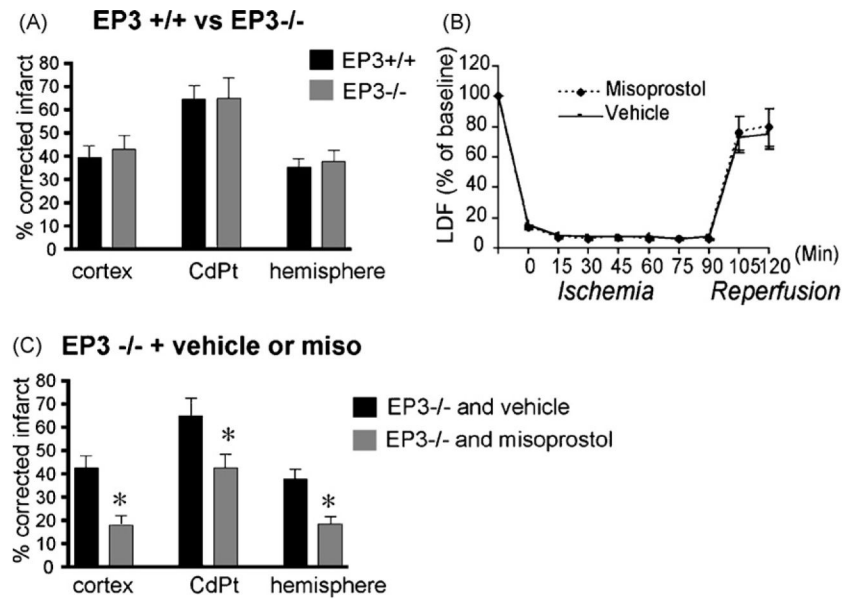 (A) EP3 +/+ vs EP3-/-
EP3+/+
EP3-/-
% corrected infarct
80
70
60
50
40
30
20
10
0
cortex CdPt hemisphere
(B)
LDF (% of baseline)
120
100
80
60
40
20
0
Misoprostol
Vehicle
0 15 30 45 60 75 90 105 120 (Min)
Ischemia Reperfusion
(C) EP3 -/- + vehicle or miso
EP3-/- and vehicle
EP3-/- and misoprostol
% corrected infarct
80
70
60
50
40
30
20
10
0
* * *
cortex CdPt hemisphere